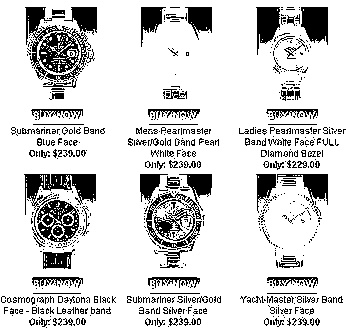 BUY NOW!
BUY NOW!
BUY NOW!
Submariner Gold Band
Blue Face
Only: $239.00
Mens Pearlmaster
Silver/Gold Band Pearl
White Face
Only: $239.00
Ladies Pearlmaster Silver
Band White Face FULL
Diamond Bezel
Only: $229.00
BUY NOW!
BUY NOW!
BUY NOW!
Cosmograph Daytona Black
Face - Black Leather band
Only: $239.00
Submariner Silver/Gold
Band Silver Face
Only: $239.00
Yacht-Master Silver Band
Silver Face
Only: $239.00